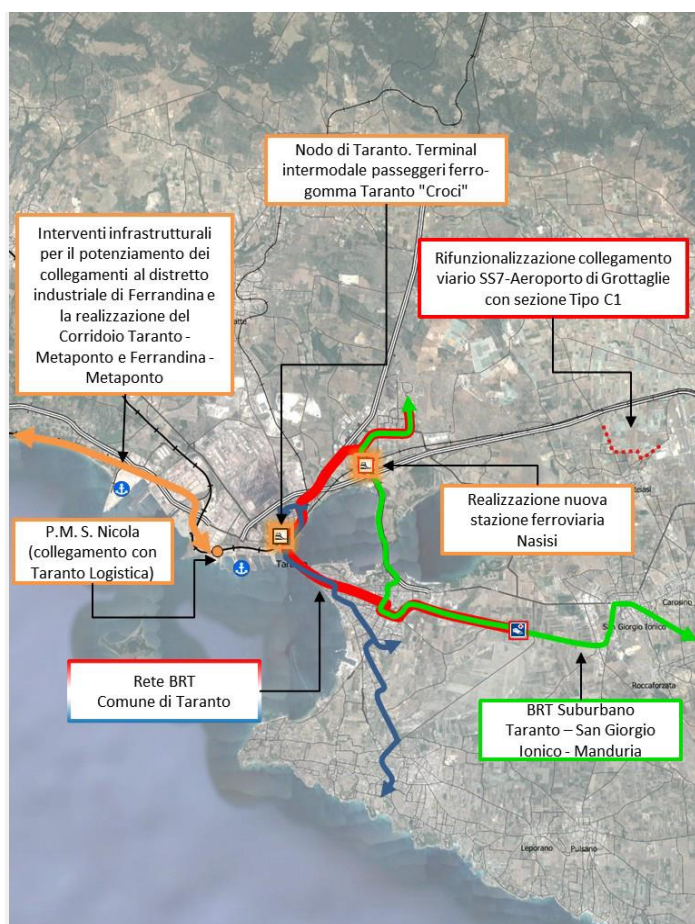 Nodo di Taranto. Terminal
intermodale passeggeri ferro-
gomma Taranto "Croci"
Interventi infrastrutturali
per il potenziamento dei
collegamenti al distretto
industriale di Ferrandina e
la realizzazione del
Corridoio Taranto -
Metaponto e Ferrandina -
Metaponto
Rifunzionalizzazione collegamento
viario SS7-Aeroporto di Grottaglie
con sezione Tipo C1
Realizzazione nuova
stazione ferroviaria
Nasisi
P.M. S. Nicola
(collegamento con
Taranto Logistica)
Carosino
San Giorgio Ionico
Roccaforzata
Rete BRT
Comune di Taranto
BRT Suburbano
Taranto – San Giorgio
Ionico - Manduria
Leporano
Pulsano